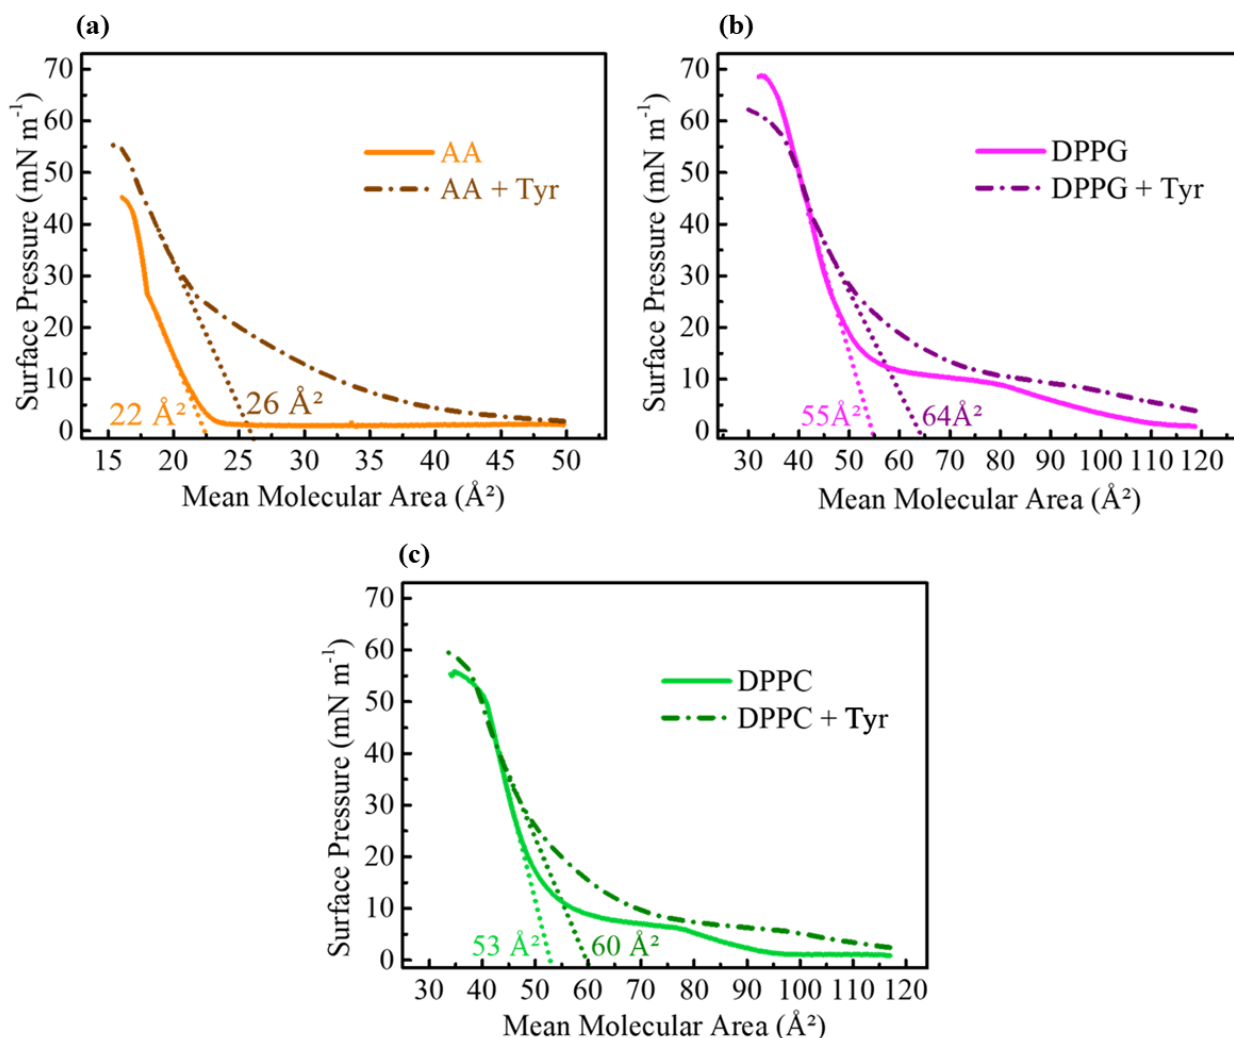 (a)
70
60
50
40
30
20
10
0
Surface Pressure (mN m⁻¹)
AA
AA + Tyr
22 Å²
26 Å²
15 20 25 30 35 40 45 50
Mean Molecular Area (Å²)
(b)
70
60
50
40
30
20
10
0
Surface Pressure (mN m⁻¹)
DPPG
DPPG + Tyr
55Å²
64Å²
30 40 50 60 70 80 90 100 110 120
Mean Molecular Area (Å²)
(c)
70
60
50
40
30
20
10
0
Surface Pressure (mN m⁻¹)
DPPC
DPPC + Tyr
53 Å²
60 Å²
30 40 50 60 70 80 90 100 110 120
Mean Molecular Area (Å²)